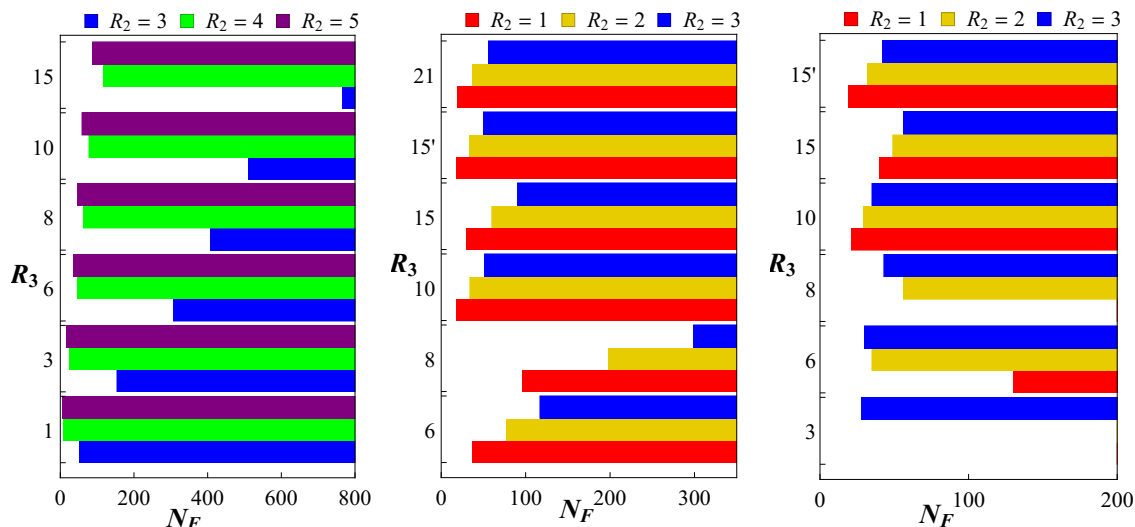 R2 = 3 R2 = 4 R2 = 5
15
10
8
6
3
1
R3
0 200 400 600 800
NF
R2 = 1 R2 = 2 R2 = 3
21
15'
15
10
8
6
R3
0 100 200 300
NF
R2 = 1 R2 = 2 R2 = 3
15'
15
10
8
6
3
R3
0 100 200
NF